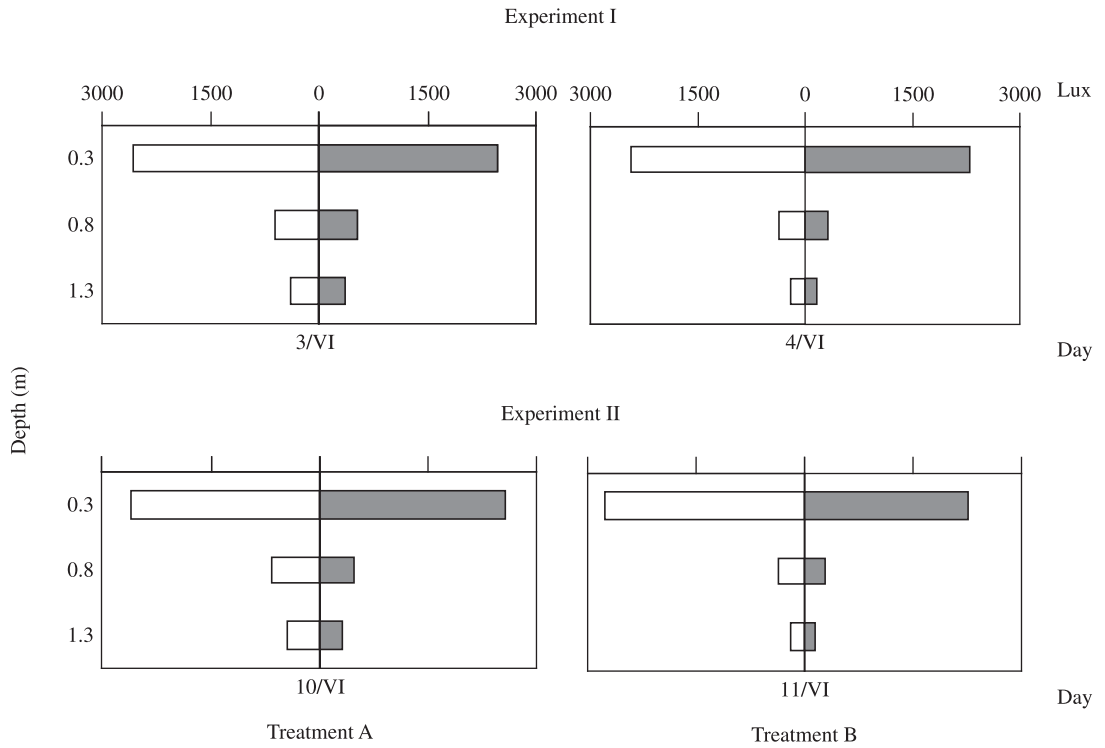 Experiment I
3000 1500 0 1500 3000 3000 1500 0 1500 3000 Lux
0.3
0.8
1.3
3/VI 4/VI
Day
Depth (m)
Experiment II
0.3
0.8
1.3
10/VI 11/VI
Day
Treatment A Treatment B